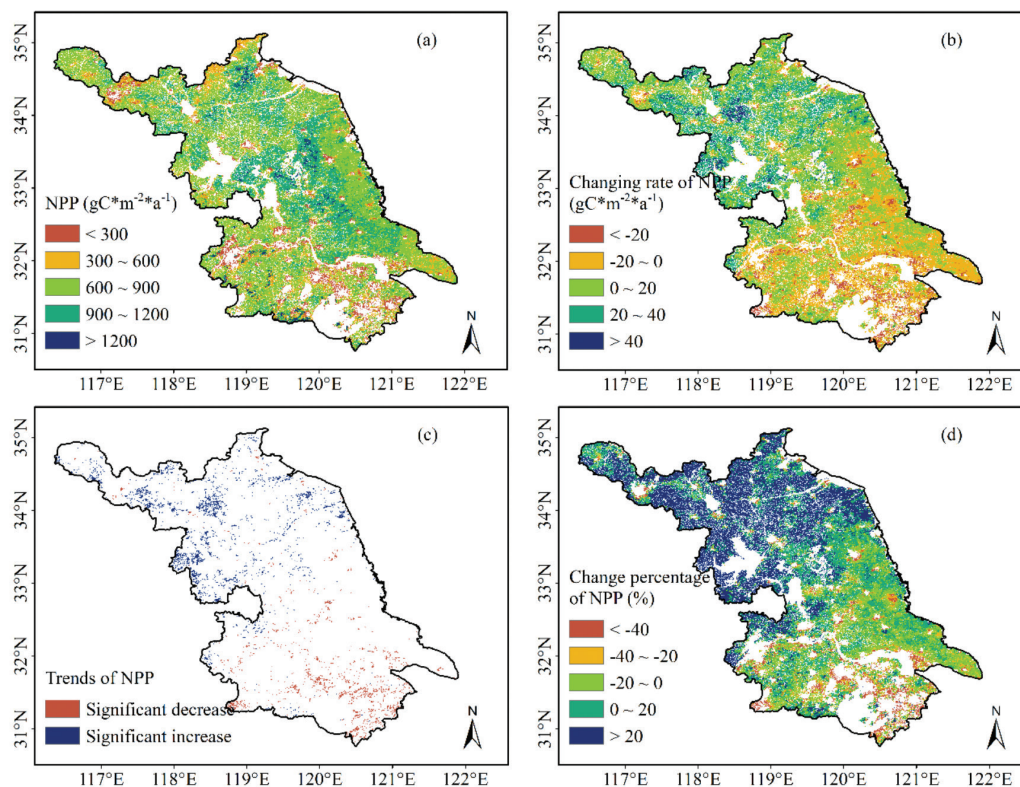 (a)
35°N
34°N
33°N
32°N
31°N
NPP (gC*m⁻²*a⁻¹)
< 300
300 ~ 600
600 ~ 900
900 ~ 1200
> 1200
N
117°E 118°E 119°E 120°E 121°E 122°E
(b)
35°N
34°N
33°N
32°N
31°N
Changing rate of NPP
(gC*m⁻²*a⁻¹)
< -20
-20 ~ 0
0 ~ 20
20 ~ 40
> 40
N
117°E 118°E 119°E 120°E 121°E 122°E
(c)
35°N
34°N
33°N
32°N
31°N
Trends of NPP
Significant decrease
Significant increase
N
117°E 118°E 119°E 120°E 121°E 122°E
(d)
35°N
34°N
33°N
32°N
31°N
Change percentage
of NPP (%)
< -40
-40 ~ -20
-20 ~ 0
0 ~ 20
> 20
N
117°E 118°E 119°E 120°E 121°E 122°E